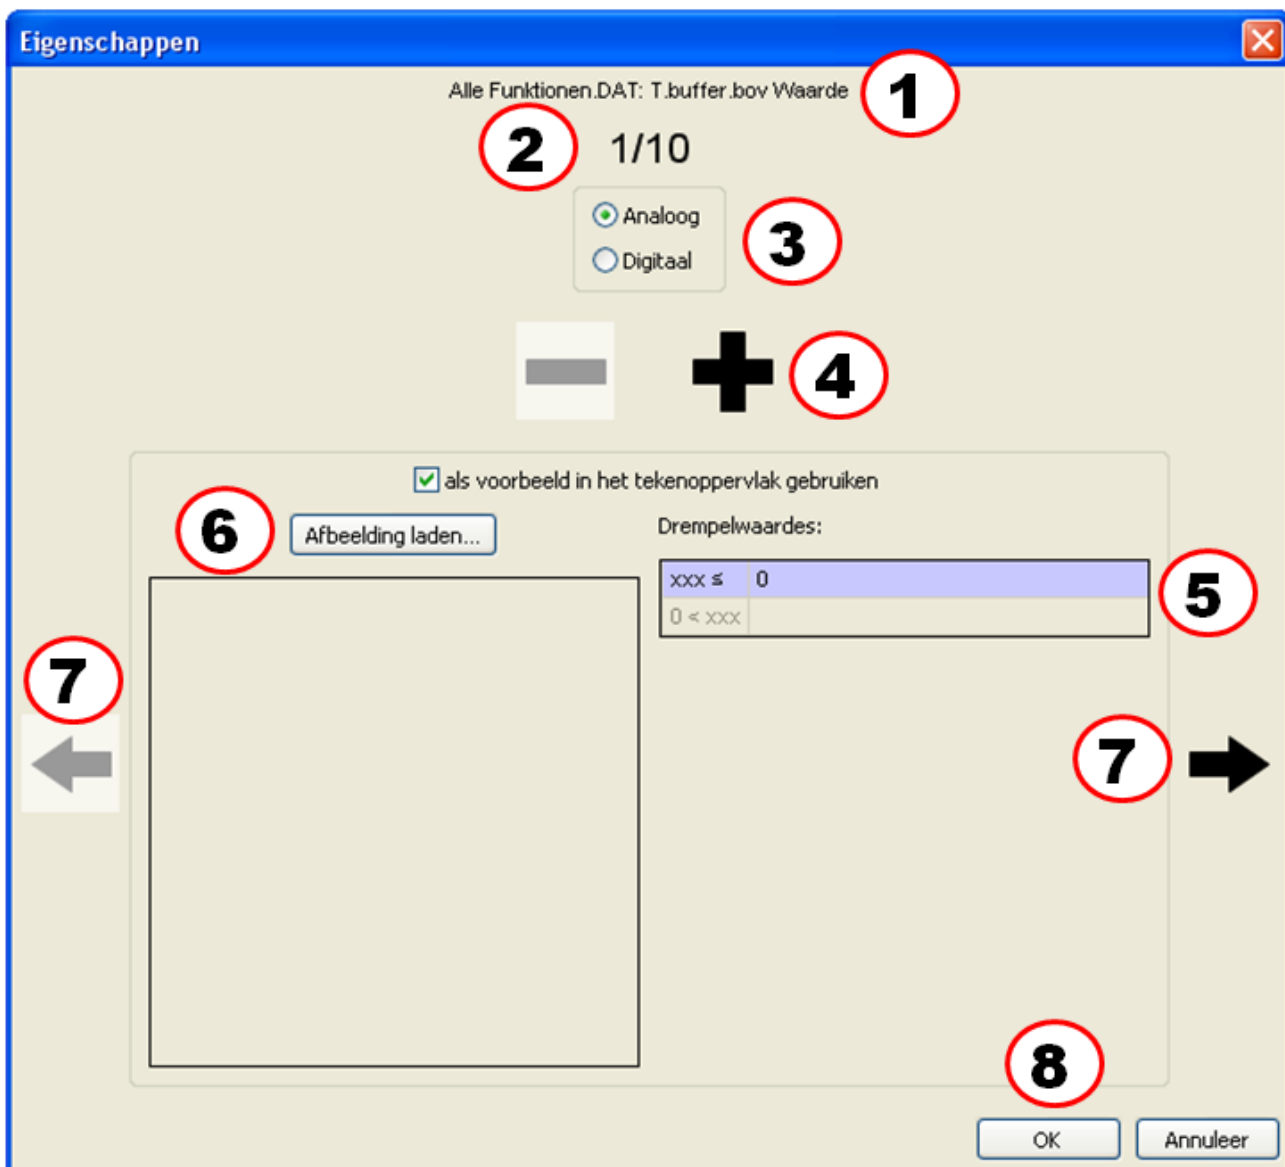 Eigenschappen
Alle Funktionen.DAT: T.buffer.bov Waarde
1
2
1/10
Analoog
Digitaal
3
4
als voorbeeld in het tekenoppervlak gebruiken
6
Afbeelding laden...
Drempelwaardes:
xxx ≤ 0
0 < xxx
5
7
7
8
OK
Annuleer